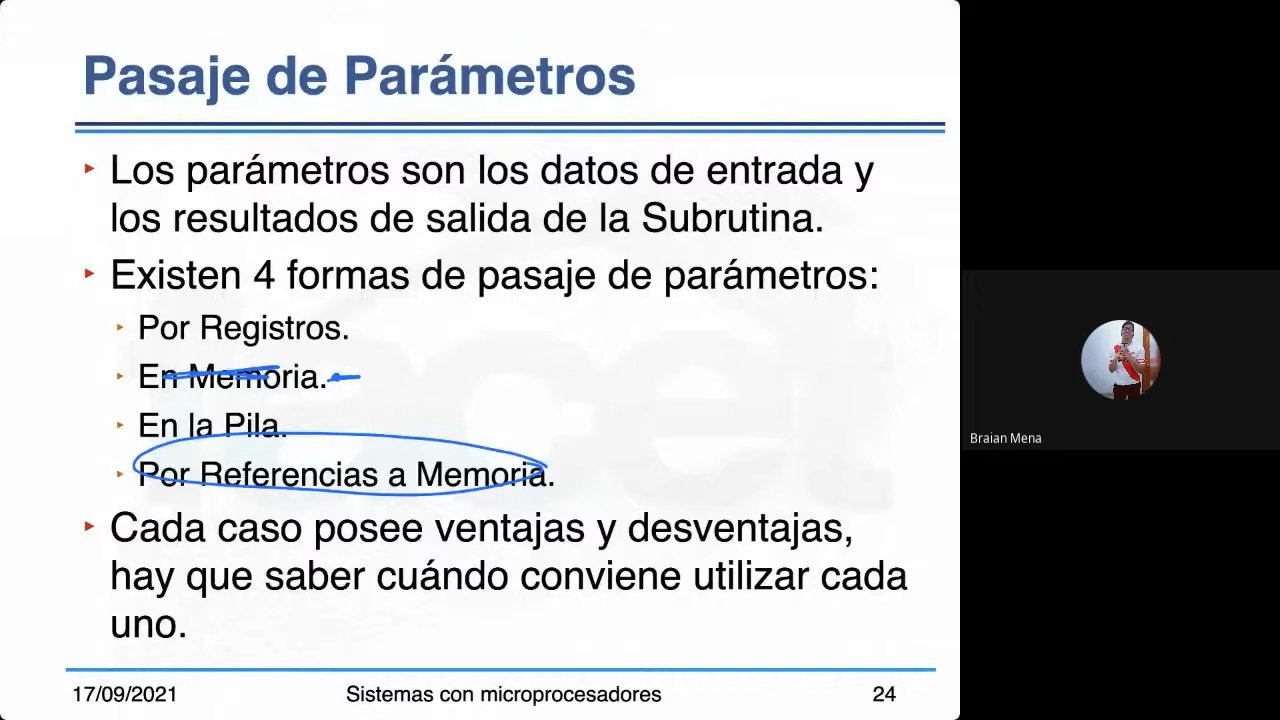 Pasaje de Parámetros
Los parámetros son los datos de entrada y
los resultados de salida de la Subrutina.
Existen 4 formas de pasaje de parámetros:
Por Registros.
En Memoria.
En la Pila.
Por Referencias a Memoria.
Cada caso posee ventajas y desventajas,
hay que saber cuándo conviene utilizar cada
uno.
17/09/2021 Sistemas con microprocesadores 24
Braian Mena